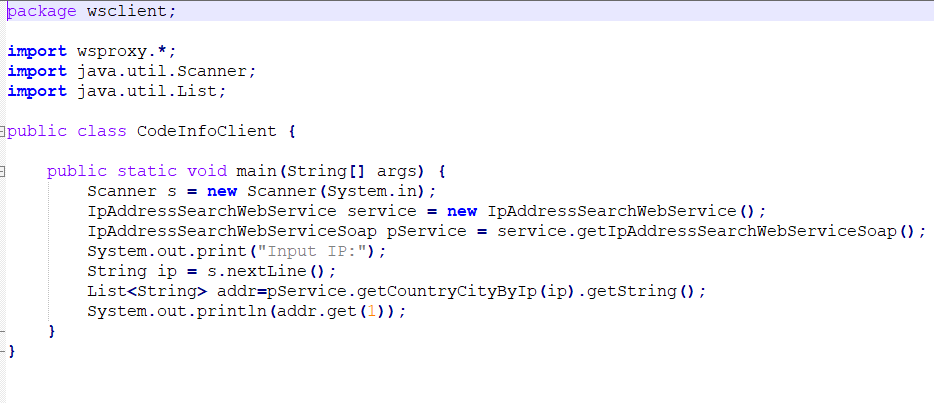 package wsclient;
import wsproxy.*;
import java.util.Scanner;
import java.util.List;
public class CodeInfoClient {
public static void main(String[] args) {
Scanner s = new Scanner(System.in);
IpAddressSearchWebService service = new IpAddressSearchWebService();
IpAddressSearchWebServiceSoap pService = service.getIpAddressSearchWebServiceSoap();
System.out.print("Input IP:");
String ip = s.nextLine();
List<String> addr=pService.getCountryCityByIp(ip).getString();
System.out.println(addr.get(1));
}
}